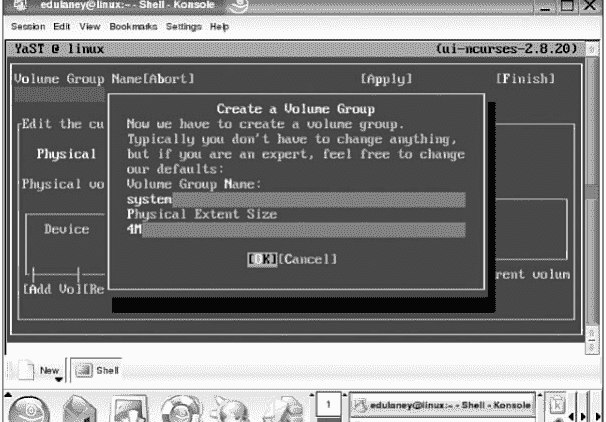 edulaney@linux:~ - Shell - Konsole
Session Edit View Bookmarks Settings Help
YaST @ linux (ui-ncurses-2.8.20)
Volume Group Name[Abort] [Apply] [Finish]
Create a Volume Group
Now we have to create a volume group.
Typically you don't have to change anything,
but if you are an expert, feel free to change
our defaults:
Volume Group Name:
system
Physical Extent Size
4M
[OK][Cancel]
Edit the cu
Physical
Physical vo
Device
rent volum
[Add Vo][Re
New Shell
1 edulaney@linux:~ - Shell - Konsole